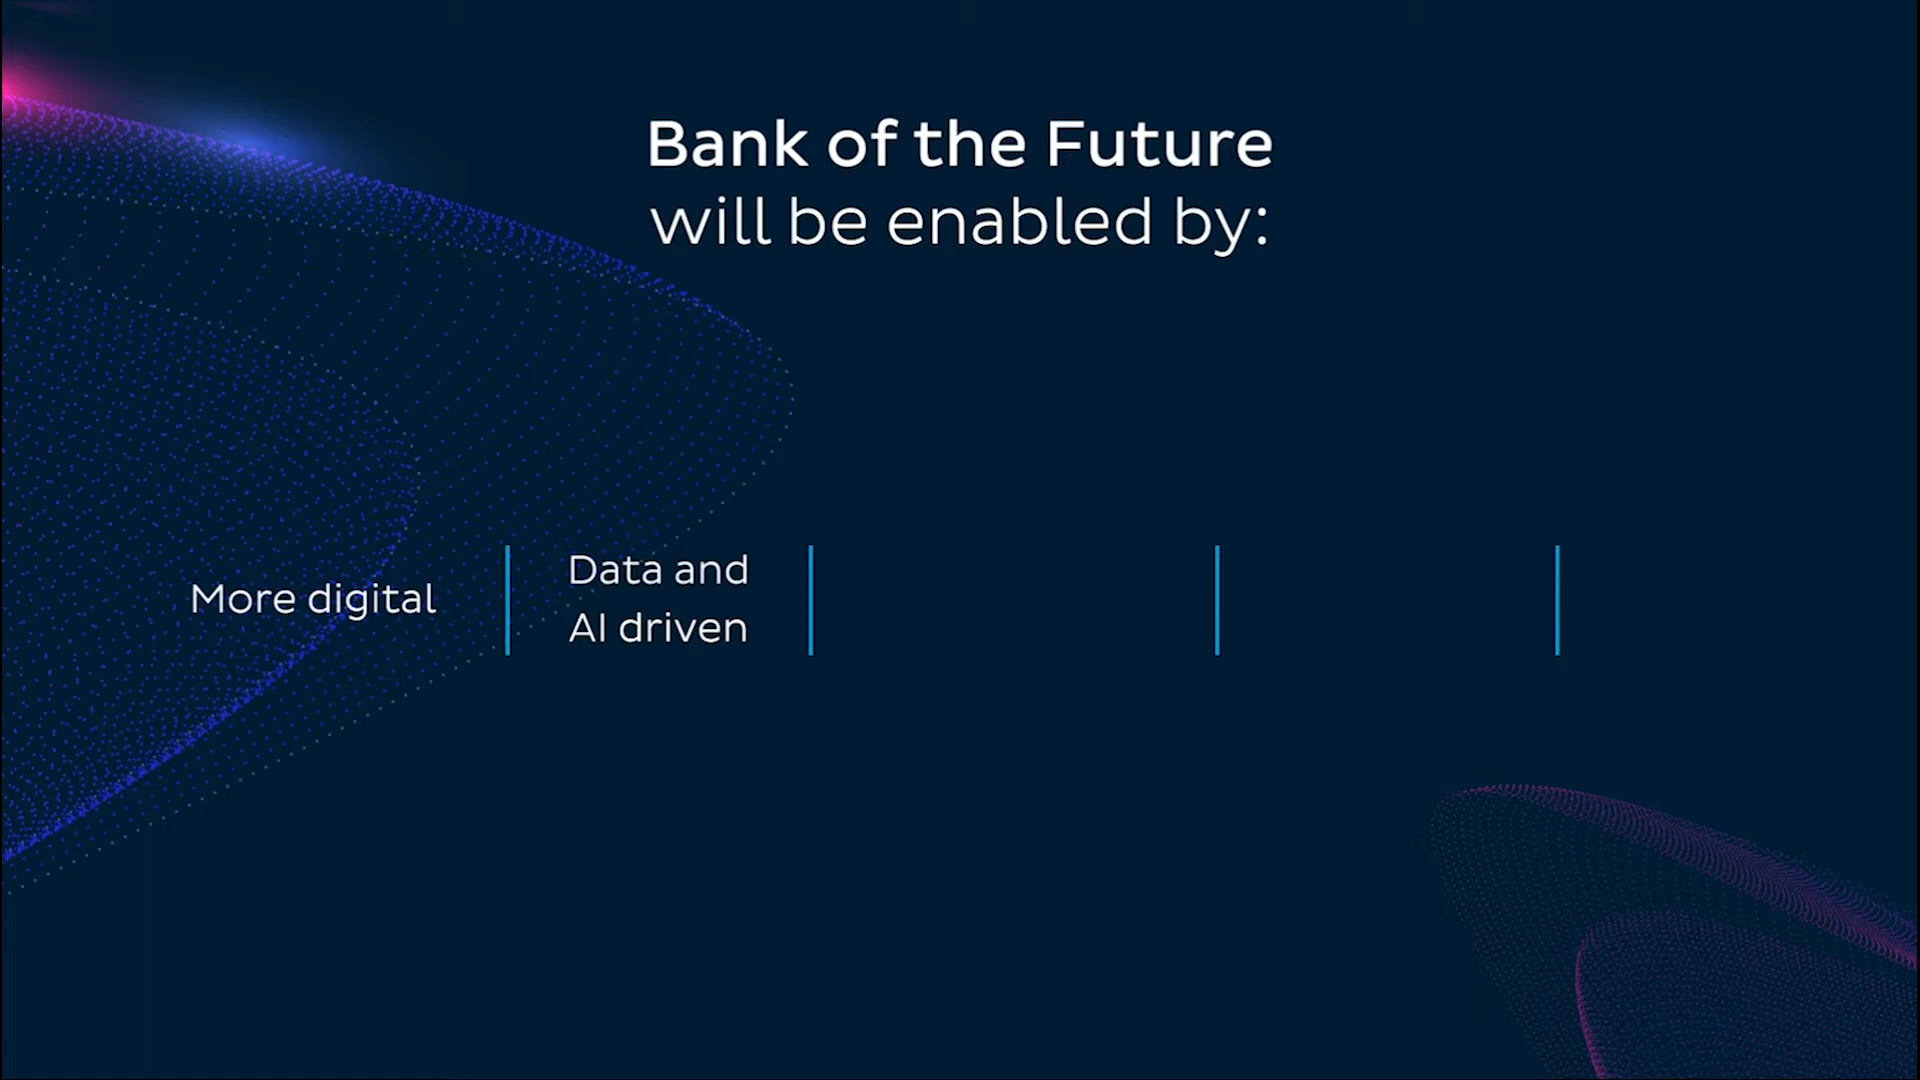 Bank of the Future
will be enabled by:
More digital
Data and
AI driven